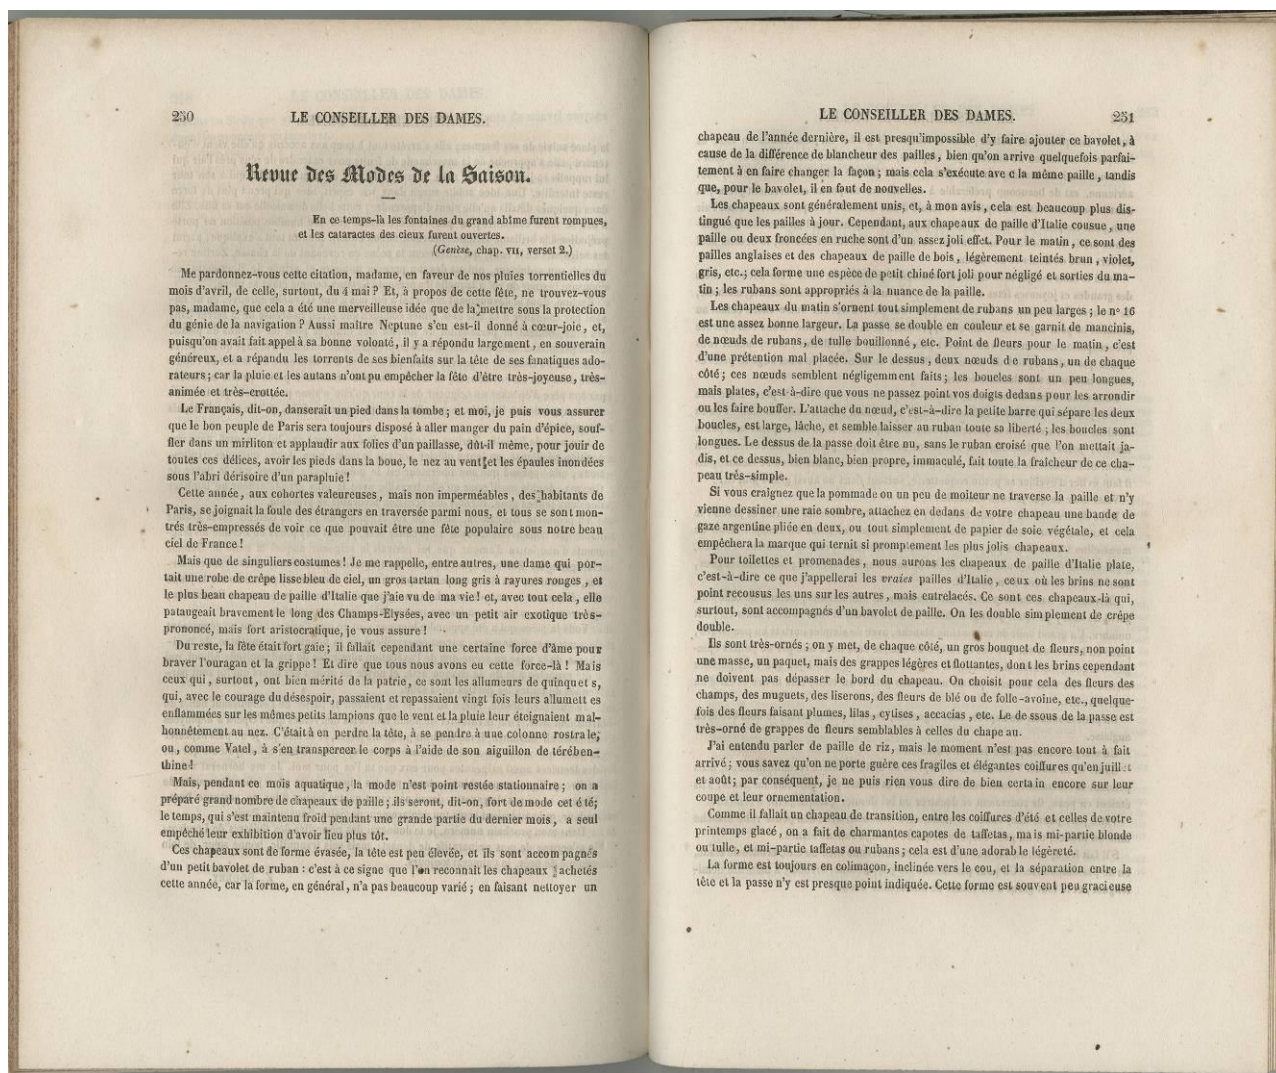 250 LE CONSEILLER DES DAMES.
Revue des Modes de la Saison.
En ce temps-là les fontaines du grand abîme furent rompues,
et les cataractes des cieux furent ouvertes.
(Genèse, chap. VII, verset 2.)
Me pardonnez-vous cette citation, madame, en faveur de nos pluies torrentielles du
mois d'avril, de celle, surtout, du 4 mai ? Et, à propos de cette fête, ne trouvez-vous
pas, madame, que cela a été une merveilleuse idée que de la mettre sous la protection
du génie de la navigation ? Aussi maître Neptune s'en est-il donné à cœur-joie, et,
puisqu'on avait fait appel à sa bonne volonté, il y a répondu largement, en souverain
généreux, et a répandu les torrents de ses bienfaits sur la tête de ses fanatiques ado-
rateurs ; car la pluie et les autans n'ont pu empêcher la fête d'être très-joyeuse, très-
animée et très-crottée.
Le Français, dit-on, danserait un pied dans la tombe ; et moi, je puis vous assurer
que le bon peuple de Paris sera toujours disposé à aller manger du pain d'épice, souf-
fler dans un mirliton et applaudir aux folies d'un paillasse, dût-il même, pour jouir de
toutes ces délices, avoir les pieds dans la boue, le nez au vent et les épaules inondées
sous l'abri dérisoire d'un parapluie !
Cette année, aux cohortes valeureuses, mais non imperméables, des habitants de
Paris, se joignait la foule des étrangers en traversée parmi nous, et tous se sont mon-
trés très-empressés de voir ce que pouvait être une fête populaire sous notre beau
ciel de France !
Mais que de singuliers costumes ! Je me rappelle, entre autres, une dame qui por-
tait une robe de crêpe lisse bleu de ciel, un gros tartan long gris à rayures rouges, et
le plus beau chapeau de paille d'Italie que j'aie vu de ma vie ! et, avec tout cela, elle
pataugeait bravement le long des Champs-Elysées, avec un petit air exotique très-
prononcé, mais fort aristocratique, je vous assure !
Du reste, la fête était fort gaie ; il fallait cependant une certaine force d'âme pour
braver l'ouragan et la grippe ! Et dire que tous nous avons eu cette force-là ! Mais
ceux qui, surtout, ont bien mérité de la patrie, ce sont les allumeurs de quinquets,
qui, avec le courage du désespoir, passaient et repassaient vingt fois leurs allumettes
enflammées sur les mêmes petits lampions que le vent et la pluie leur éteignaient mal-
honnêtement au nez. C'était à en perdre la tête, à se pendre à une colonne rostrale,
ou, comme Vatel, à s'en transpercer le corps à l'aide de son aiguillon de térében-
thine !
Mais, pendant ce mois aquatique, la mode n'est point restée stationnaire ; on a
préparé grand nombre de chapeaux de paille ; ils seront, dit-on, fort de mode cet été ;
le temps, qui s'est maintenu froid pendant une grande partie du dernier mois, a seul
empêché leur exhibition d'avoir lieu plus tôt.
Ces chapeaux sont de forme évasée, la tête est peu élevée, et ils sont accompagnés
d'un petit bavolet de ruban : c'est à ce signe que l'on reconnaît les chapeaux achetés
cette année, car la forme, en général, n'a pas beaucoup varié ; en faisant nettoyer un
LE CONSEILLER DES DAMES. 251
chapeau de l'année dernière, il est presqu'impossible d'y faire ajouter ce bavolet, à
cause de la différence de blancheur des pailles, bien qu'on arrive quelquefois parfai-
tement à en faire changer la façon ; mais cela s'exécute avec la même paille, tandis
que, pour le bavolet, il en faut de nouvelles.
Les chapeaux sont généralement unis, et, à mon avis, cela est beaucoup plus dis-
tingué que les pailles à jour. Cependant, aux chapeaux de paille d'Italie cousue, une
paille ou deux froncées en ruche sont d'un assez joli effet. Pour le matin, ce sont des
pailles anglaises et des chapeaux de paille de bois, légèrement teintés brun, violet,
gris, etc.; cela forme une espèce de petit chiné fort joli pour négligé et sorties du ma-
tin ; les rubans sont appropriés à la nuance de la paille.
Les chapeaux du matin s'ornent tout simplement de rubans un peu larges ; le n° 16
est une assez bonne largeur. La passe se double en couleur et se garnit de mancinis,
de nœuds de rubans, de tulle bouillonné, etc. Point de fleurs pour le matin, c'est
d'une prétention mal placée. Sur le dessus, deux nœuds de rubans, un de chaque
côté ; ces nœuds semblent négligemment faits ; les boucles sont un peu longues,
mais plates, c'est-à-dire que vous ne passez point vos doigts dedans pour les arrondir
ou les faire bouffer. L'attache du nœud, c'est-à-dire la petite barre qui sépare les deux
boucles, est large, lâche, et semble laisser au ruban toute sa liberté ; les boucles sont
longues. Le dessus de la passe doit être nu, sans le ruban croisé que l'on mettait ja-
dis, et ce dessus, bien blanc, bien propre, immaculé, fait toute la fraîcheur de ce cha-
peau très-simple.
Si vous craignez que la pommade ou un peu de moiteur ne traverse la paille et n'y
vienne dessiner une raie sombre, attachez en dedans de votre chapeau une bande de
gaze argentine pliée en deux, ou tout simplement de papier de soie végétale, et cela
empêchera la marque qui ternit si promptement les plus jolis chapeaux.
Pour toilettes et promenades, nous aurons les chapeaux de paille d'Italie plate,
c'est-à-dire ce que j'appellerai les vraies pailles d'Italie, ceux où les brins ne sont
point recousus les uns sur les autres, mais entrelacés. Ce sont ces chapeaux-là qui,
surtout, sont accompagnés d'un bavolet de paille. On les double simplement de crêpe
double.
Ils sont très-ornés ; on y met, de chaque côté, un gros bouquet de fleurs, non point
une masse, un paquet, mais des grappes légères et flottantes, dont les brins cependant
ne doivent pas dépasser le bord du chapeau. On choisit pour cela des fleurs des
champs, des muguets, des liserons, des fleurs de blé ou de folle-avoine, etc., quelque-
fois des fleurs faisant plumes, lilas, cytises, accacias, etc. Le dessous de la passe est
très-orné de grappes de fleurs semblables à celles du chapeau.
J'ai entendu parler de paille de riz, mais le moment n'est pas encore tout à fait
arrivé ; vous savez qu'on ne porte guère ces fragiles et élégantes coiffures qu'en juillet
et août ; par conséquent, je ne puis rien vous dire de bien certain encore sur leur
coupe et leur ornementation.
Comme il fallait un chapeau de transition, entre les coiffures d'été et celles de votre
printemps glacé, on a fait de charmantes capotes de taffetas, mais mi-partie blonde
ou tulle, et mi-partie taffetas ou rubans ; cela est d'une adorable légèreté.
La forme est toujours en colimaçon, inclinée vers le cou, et la séparation entre la
tête et la passe n'y est presque point indiquée. Cette forme est souvent peu gracieuse